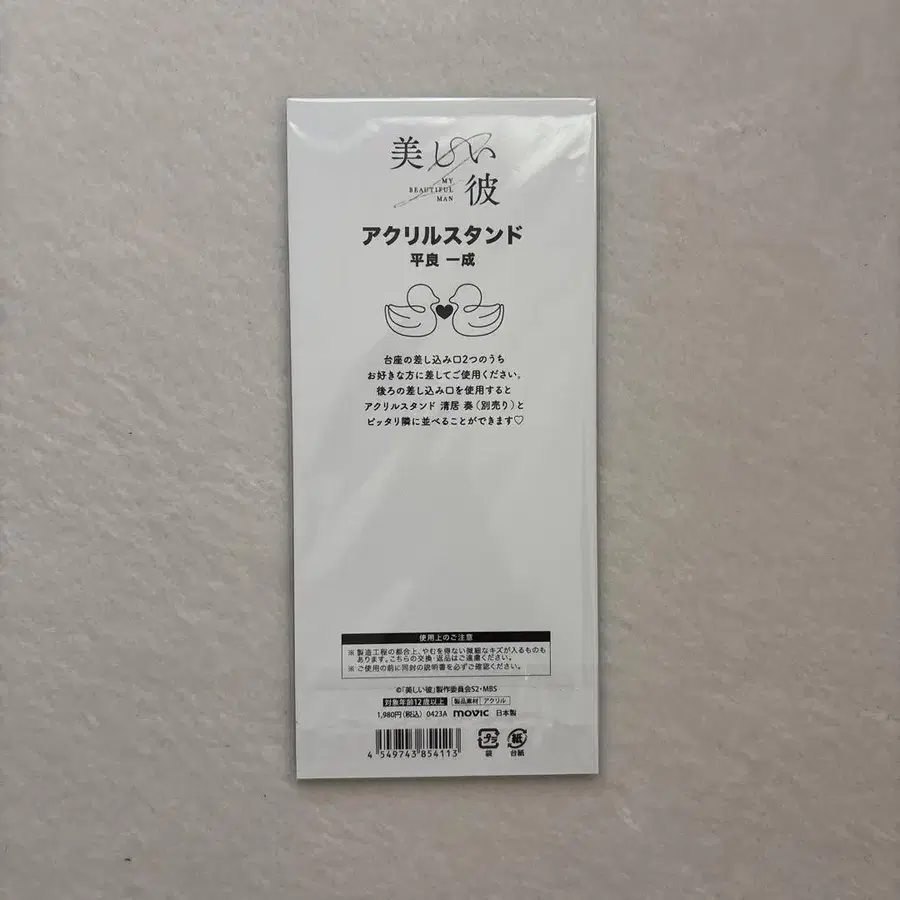 美しい
彼
MY
BEAUTIFUL
MAN
アクリルスタンド
平良 一成
台座の差し込み口2つのうち
お好きな方に差してご使用ください。
後ろの差し込み口を使用すると
アクリルスタンド 清居 奏(別売り)と
ピッタリ隣に並べることができます♡
使用上のご注意
※製造工程の都合上、やむを得ない微細なキズが入るものも
あります。こちらの交換・返品はご遠慮ください。
※ご使用の前に同封の説明書を必ずご確認ください。
©「美しい彼」製作委員会S2・MBS
対象年齢12歳以上 製品素材 アクリル
1,980円(税込) 0423A movic 日本製
4 549743 854113
プラ 袋
紙 台紙